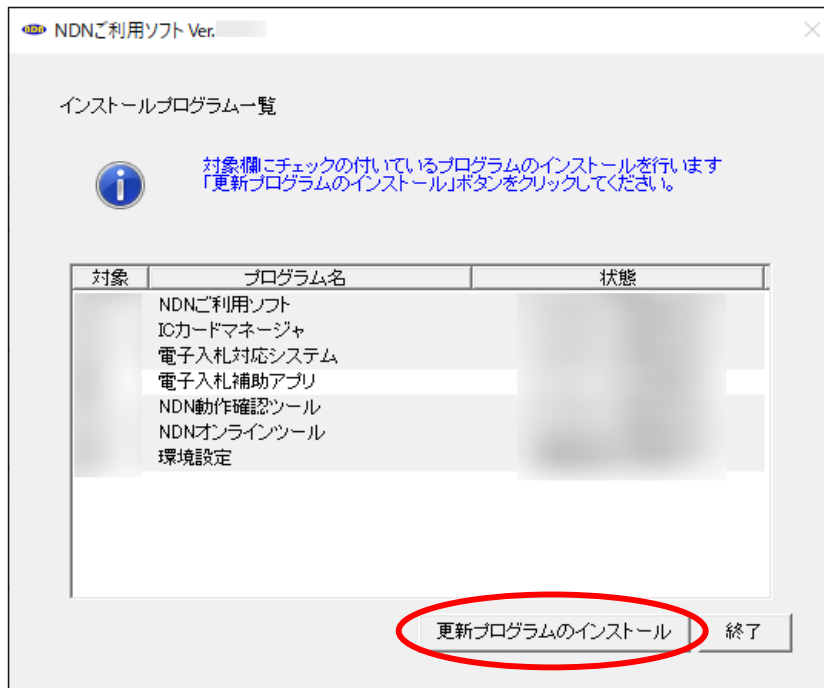 NDNご利用ソフト Ver.
インストールプログラム一覧
対象欄にチェックの付いているプログラムのインストールを行います
「更新プログラムのインストール」ボタンをクリックしてください。
対象 プログラム名 状態
NDNご利用ソフト
ICカードマネージャ
電子入札対応システム
電子入札補助アプリ
NDN動作確認ツール
NDNオンラインツール
環境設定
更新プログラムのインストール 終了